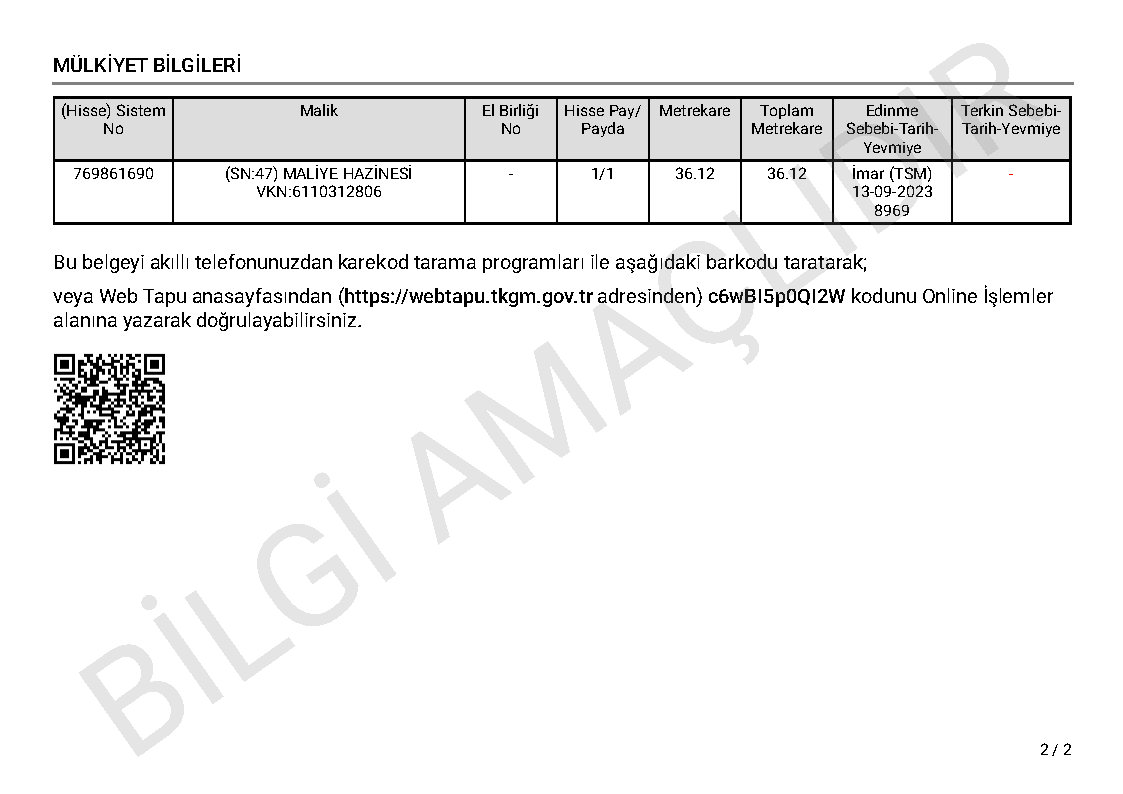 MÜLKİYET BİLGİLERİ
(Hisse) Sistem No | Malik | El Birliği No | Hisse Pay/ Payda | Metrekare | Toplam Metrekare | Edinme Sebebi-Tarih-Yevmiye | Terkin Sebebi-Tarih-Yevmiye
769861690 | (SN:47) MALİYE HAZİNESİ VKN:6110312806 | - | 1/1 | 36.12 | 36.12 | İmar (TSM) 13-09-2023 8969 | -
Bu belgeyi akıllı telefonunuzdan karekod tarama programları ile aşağıdaki barkodu taratarak;
veya Web Tapu anasayfasından (https://webtapu.tkgm.gov.tr adresinden) c6wBI5p0QI2W kodunu Online İşlemler
alanına yazarak doğrulayabilirsiniz.
BİLGİ AMAÇLIDIR
2 / 2